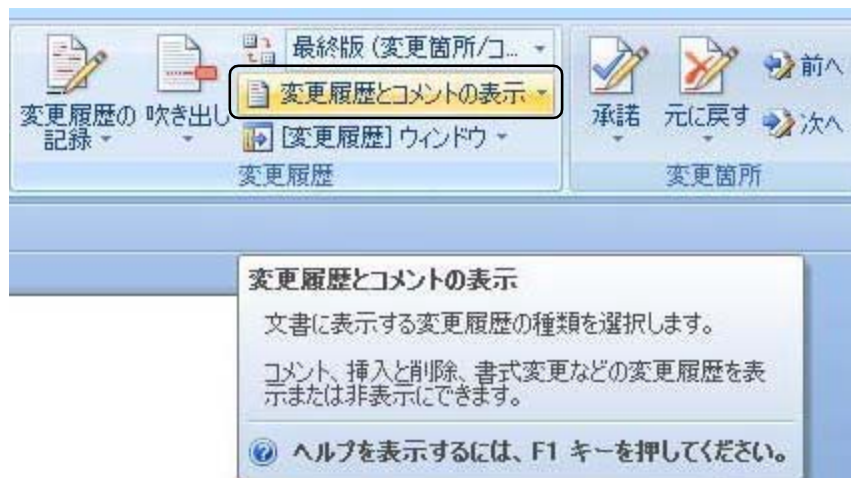 最終版 (変更箇所/コ...
変更履歴の
記録
吹き出し
変更履歴とコメントの表示
[変更履歴] ウィンドウ
変更履歴
承諾
元に戻す
前へ
次へ
変更箇所
変更履歴とコメントの表示
文書に表示する変更履歴の種類を選択します。
コメント、挿入と削除、書式変更などの変更履歴を表
示または非表示にできます。
ヘルプを表示するには、F1 キーを押してください。